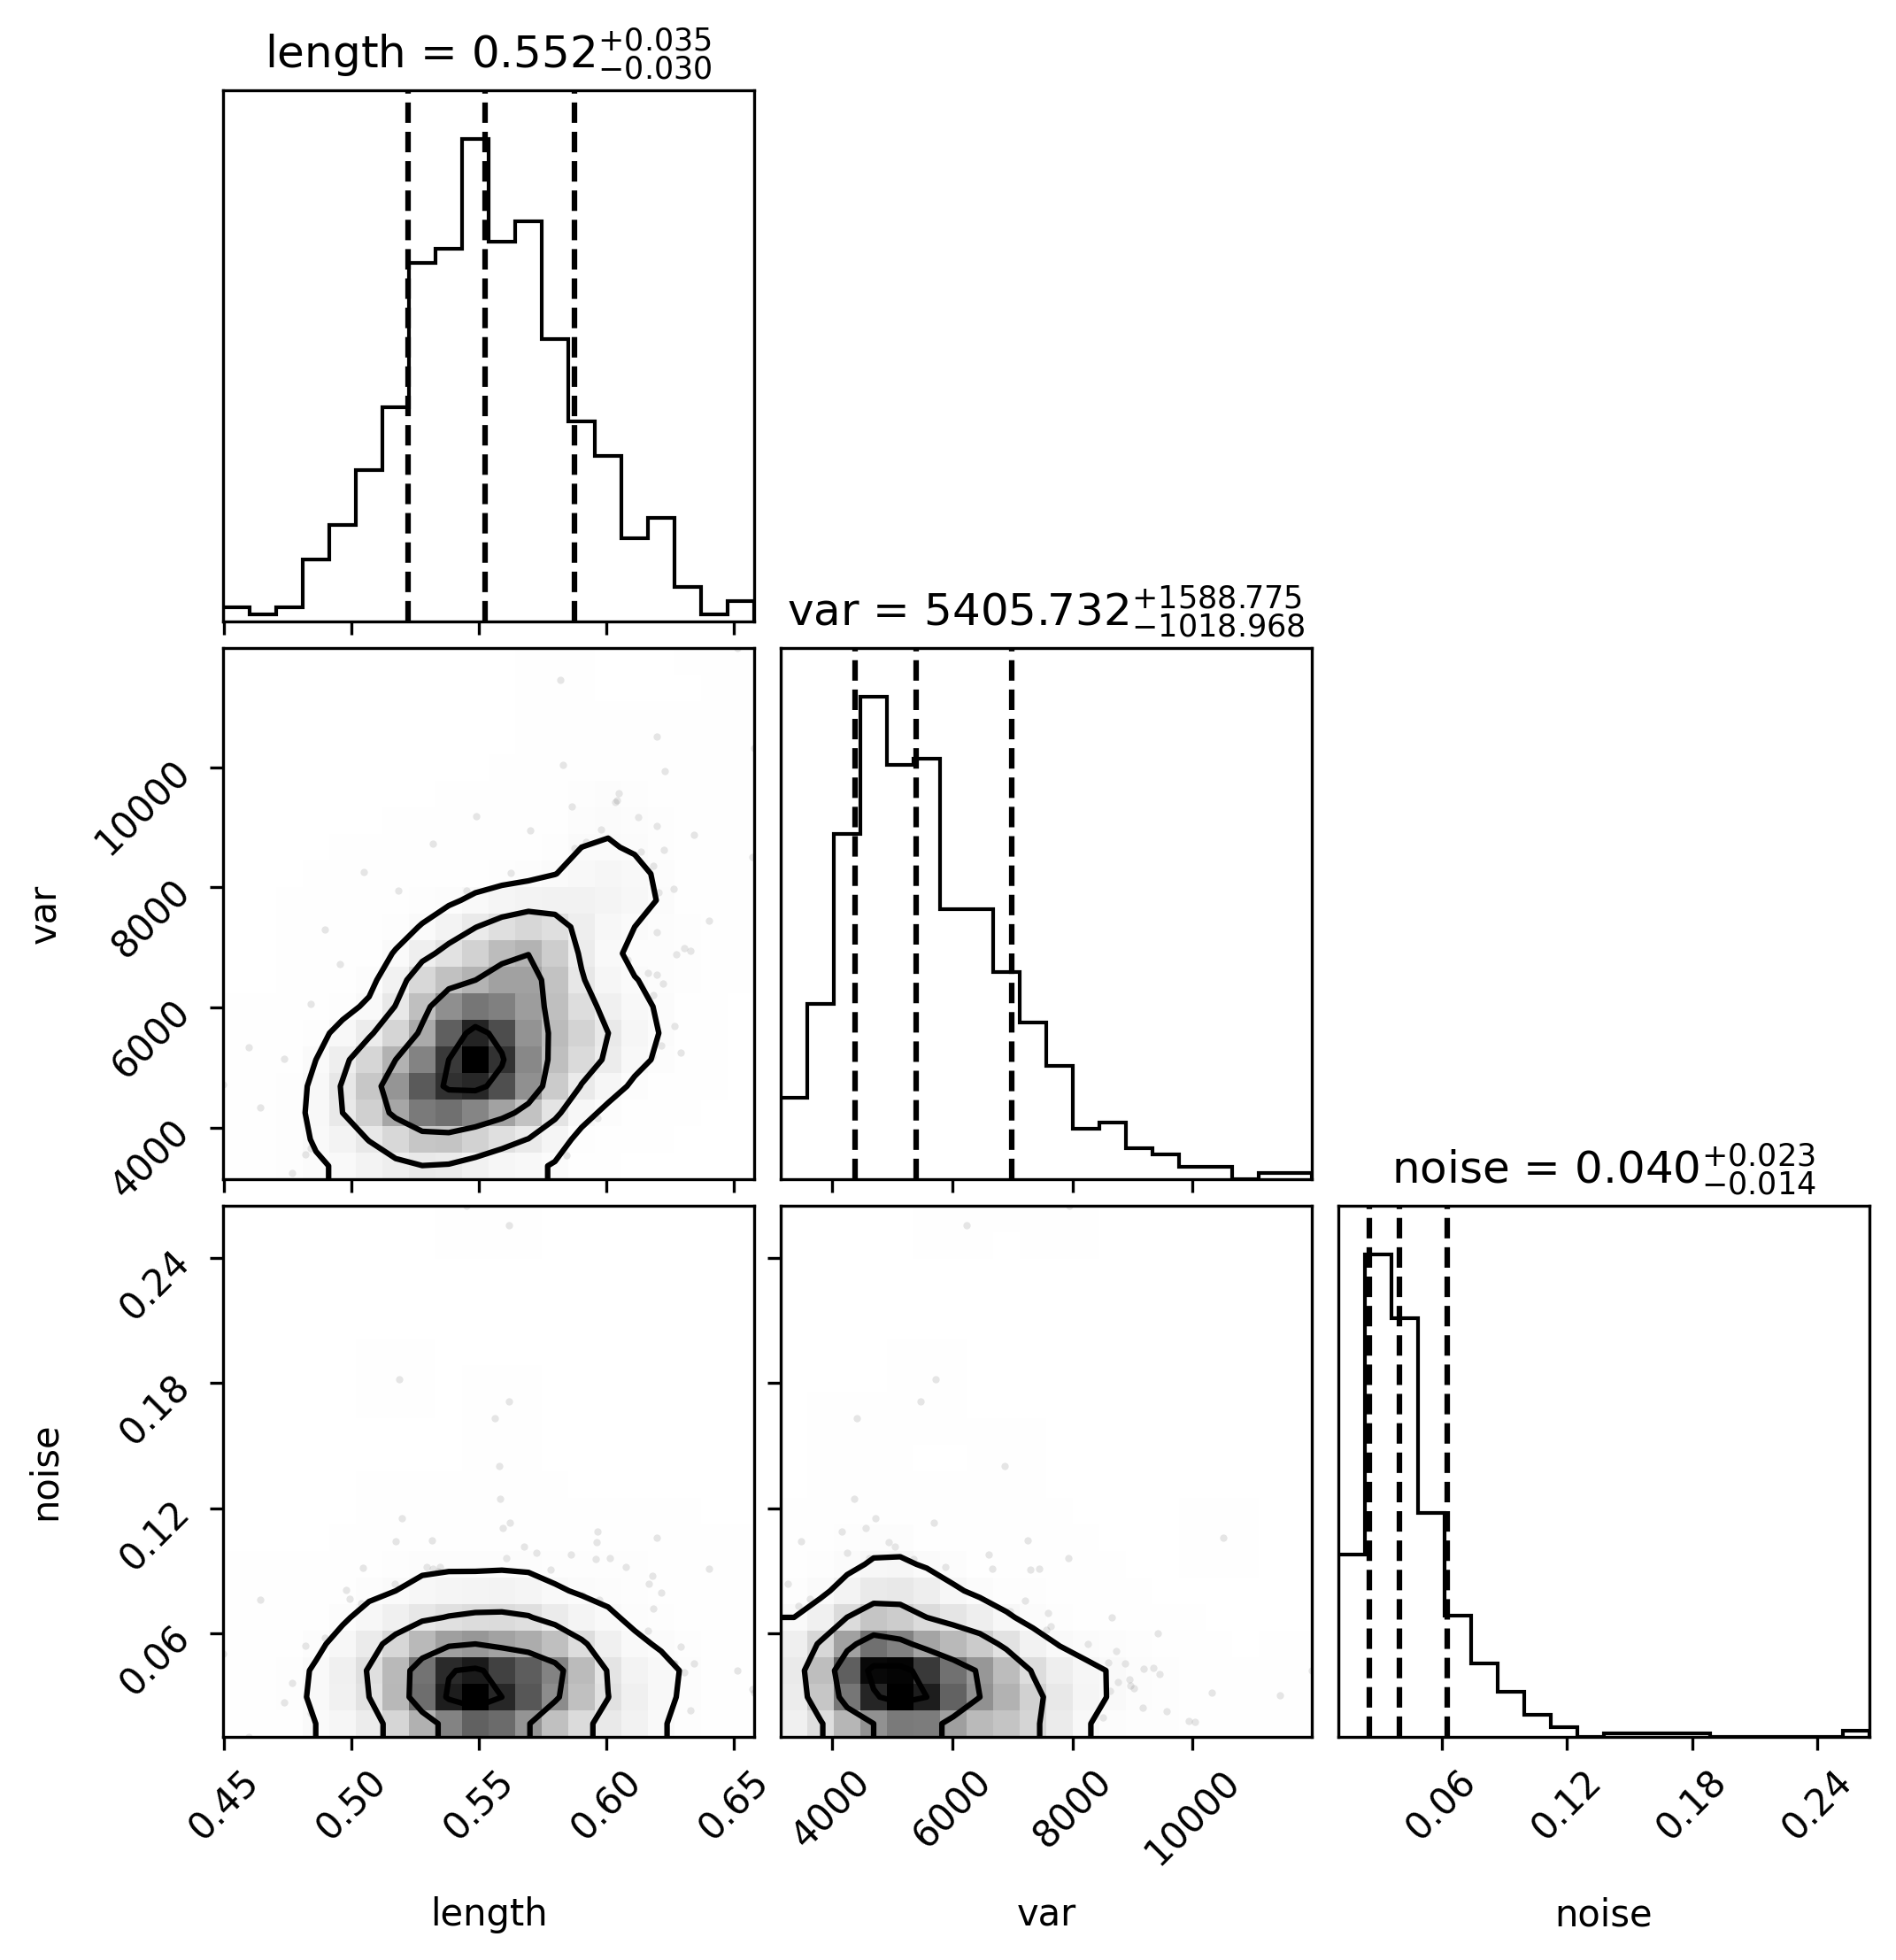 length = 0.552+0.035 −0.030
var = 5405.732+1588.775 −1018.968
10000
8000
6000
4000
var
noise = 0.040+0.023 −0.014
0.24
0.18
0.12
0.06
noise
0.45 0.50 0.55 0.60 0.65
4000 6000 8000 10000
0.06 0.12 0.18 0.24
length
var
noise